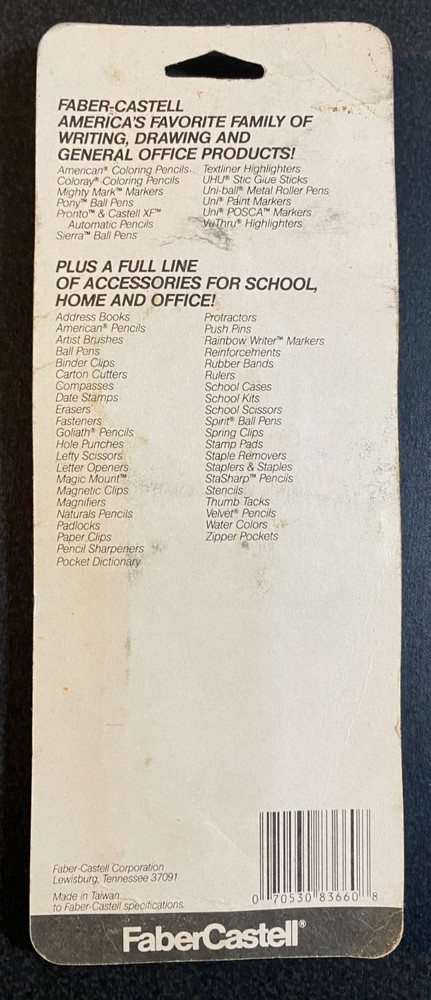 FABER-CASTELL
AMERICA'S FAVORITE FAMILY OF
WRITING, DRAWING AND
GENERAL OFFICE PRODUCTS!
American® Coloring Pencils
Coloray® Coloring Pencils
Mighty Mark™ Markers
Pony™ Ball Pens
Pronto™ & Castell XF™
Automatic Pencils
Sierra™ Ball Pens
Textliner Highlighters
UHU® Stic Glue Sticks
Uni-ball® Metal Roller Pens
Uni® Paint Markers
Uni® POSCA™ Markers
VuThru® Highlighters
PLUS A FULL LINE
OF ACCESSORIES FOR SCHOOL,
HOME AND OFFICE!
Address Books
American® Pencils
Artist Brushes
Ball Pens
Binder Clips
Carton Cutters
Compasses
Date Stamps
Erasers
Fasteners
Goliath® Pencils
Hole Punches
Lefty Scissors
Letter Openers
Magic Mount™
Magnetic Clips
Magnifiers
Naturals Pencils
Padlocks
Paper Clips
Pencil Sharpeners
Pocket Dictionary
Protractors
Push Pins
Rainbow Writer™ Markers
Reinforcements
Rubber Bands
Rulers
School Cases
School Kits
School Scissors
Spirit® Ball Pens
Spring Clips
Stamp Pads
Staple Removers
Staplers & Staples
StaSharp™ Pencils
Stencils
Thumb Tacks
Velvet® Pencils
Water Colors
Zipper Pockets
Faber-Castell Corporation
Lewisburg, Tennessee 37091
Made in Taiwan
to Faber-Castell specifications.
0 70530 83660 8
FaberCastell®